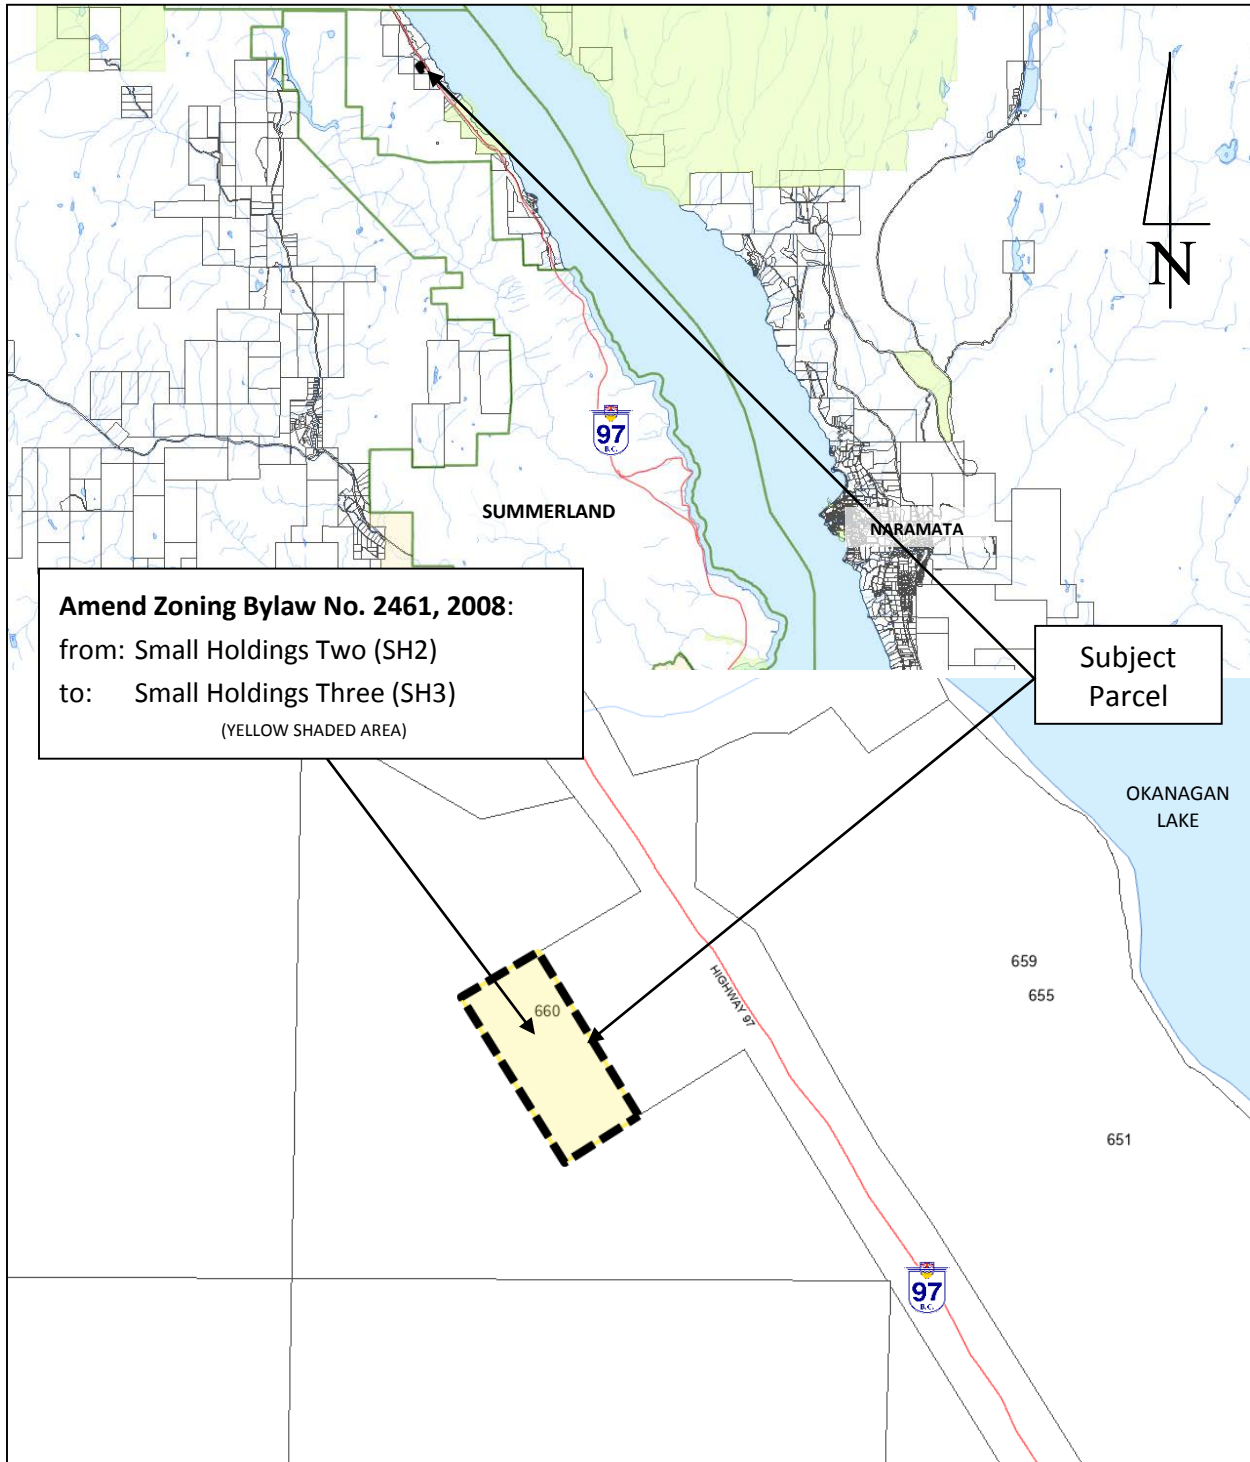 N
97
B.C.
SUMMERLAND
NARAMATA
Amend Zoning Bylaw No. 2461, 2008:
from: Small Holdings Two (SH2)
to: Small Holdings Three (SH3)
(YELLOW SHADED AREA)
Subject
Parcel
OKANAGAN
LAKE
659
655
660
HIGHWAY 97
651
97
B.C.